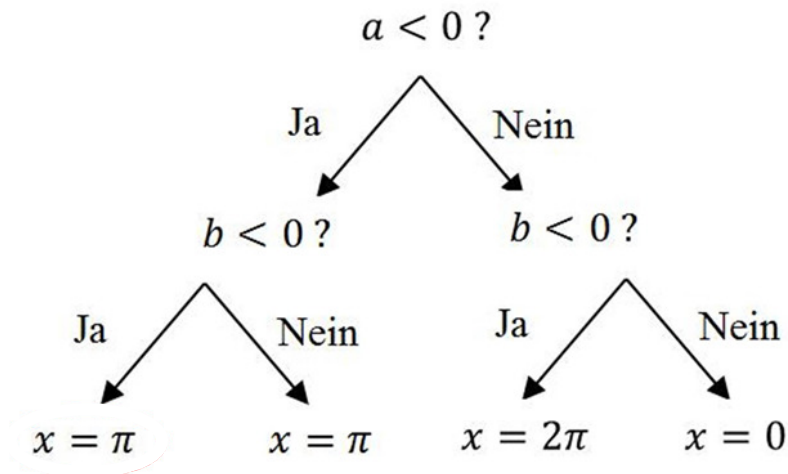 a < 0 ?
Ja Nein
b < 0 ? b < 0 ?
Ja Nein Ja Nein
x = π x = π x = 2π x = 0